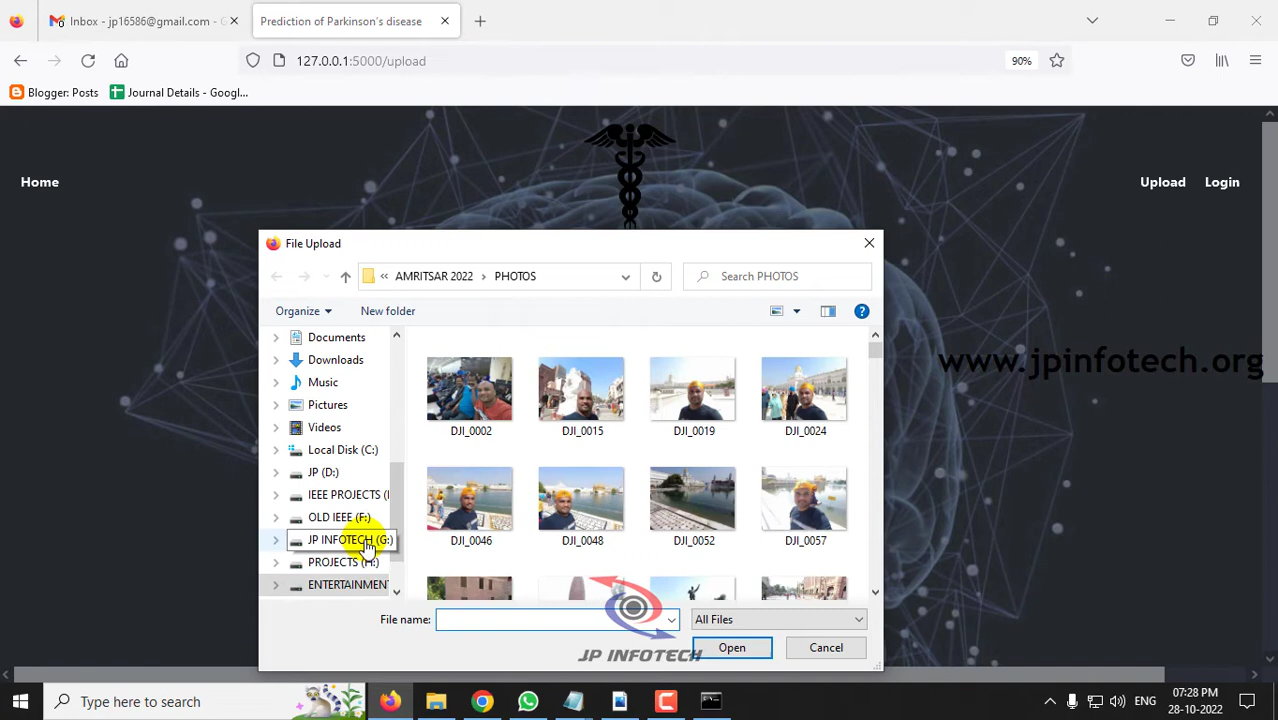 Inbox - jp16586@gmail.com - G
Prediction of Parkinson's disease
127.0.0.1:5000/upload
90%
Blogger: Posts
Journal Details - Googl...
Home
Upload
Login
File Upload
« AMRITSAR 2022 › PHOTOS
Search PHOTOS
Organize
New folder
Documents
Downloads
Music
Pictures
Videos
Local Disk (C:)
JP (D:)
IEEE PROJECTS (
OLD IEEE (F:)
JP INFOTECH (G:)
PROJECTS (H:)
ENTERTAINMEN
DJI_0002
DJI_0015
DJI_0019
DJI_0024
DJI_0046
DJI_0048
DJI_0052
DJI_0057
www.jpinfotech.org
File name:
All Files
Open
Cancel
JP INFOTECH
Type here to search
ENG
07:28 PM
28-10-2022